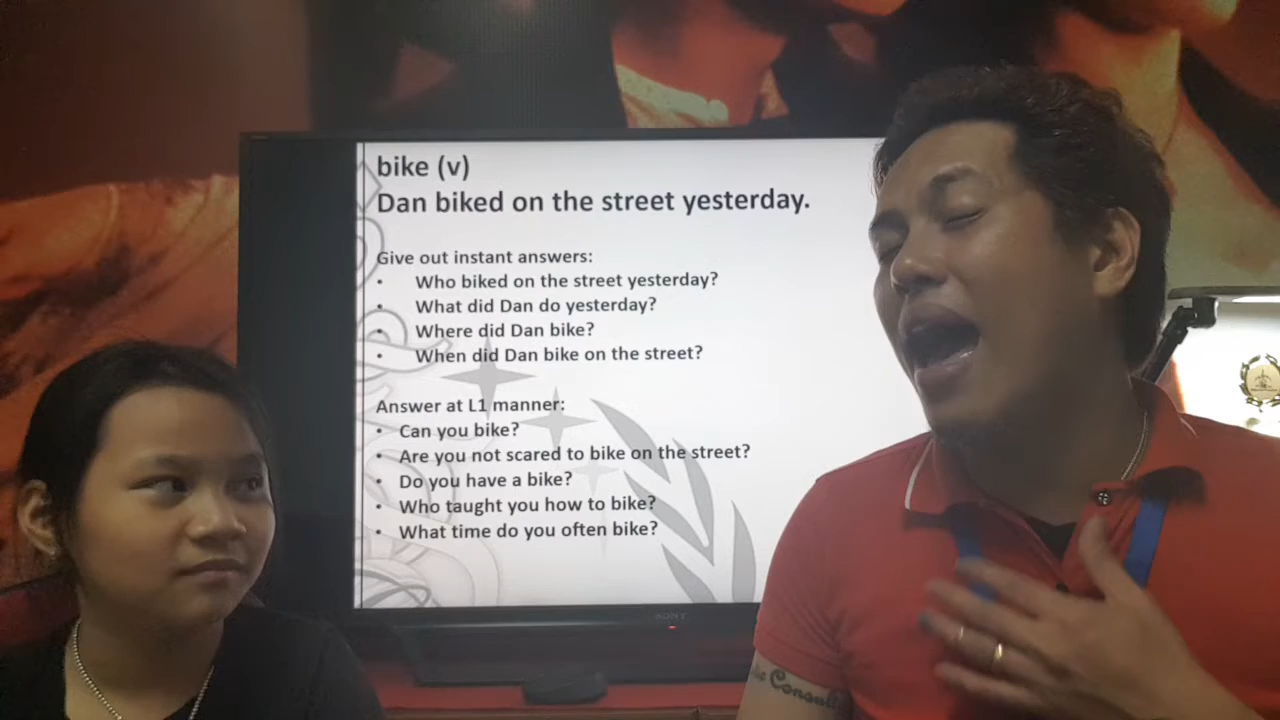 bike (v)
Dan biked on the street yesterday.
Give out instant answers:
• Who biked on the street yesterday?
• What did Dan do yesterday?
• Where did Dan bike?
• When did Dan bike on the street?
Answer at L1 manner:
• Can you bike?
• Are you not scared to bike on the street?
• Do you have a bike?
• Who taught you how to bike?
• What time do you often bike?
SONY